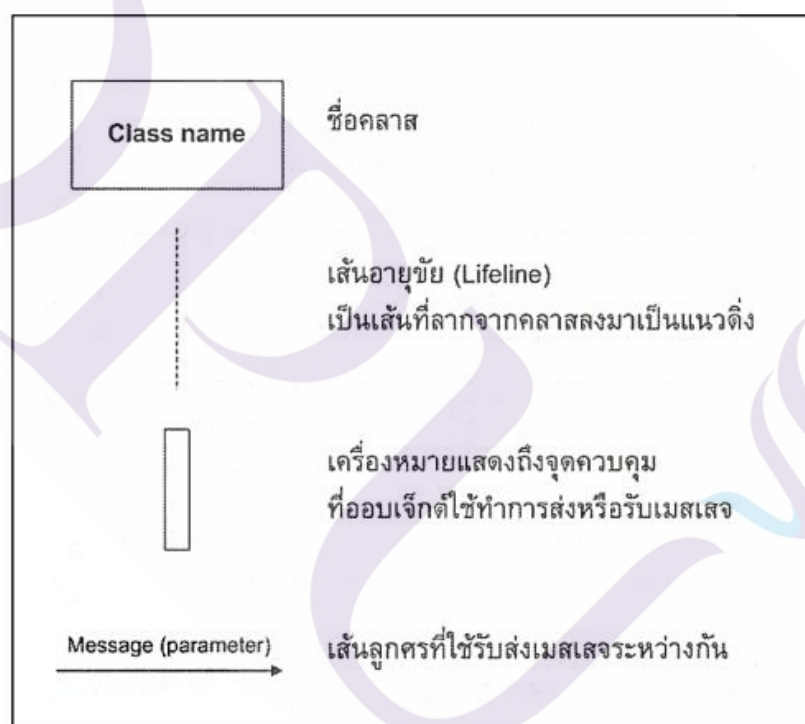 Class name
ชื่อคลาส
เส้นอายุขัย (Lifeline)
เป็นเส้นที่ลากจากคลาสลงมาเป็นแนวดิ่ง
เครื่องหมายแสดงถึงจุดควบคุม
ที่ออบเจ็กต์ใช้ทำการส่งหรือรับเมสเสจ
Message (parameter)
เส้นลูกศรที่ใช้รับส่งเมสเสจระหว่างกัน